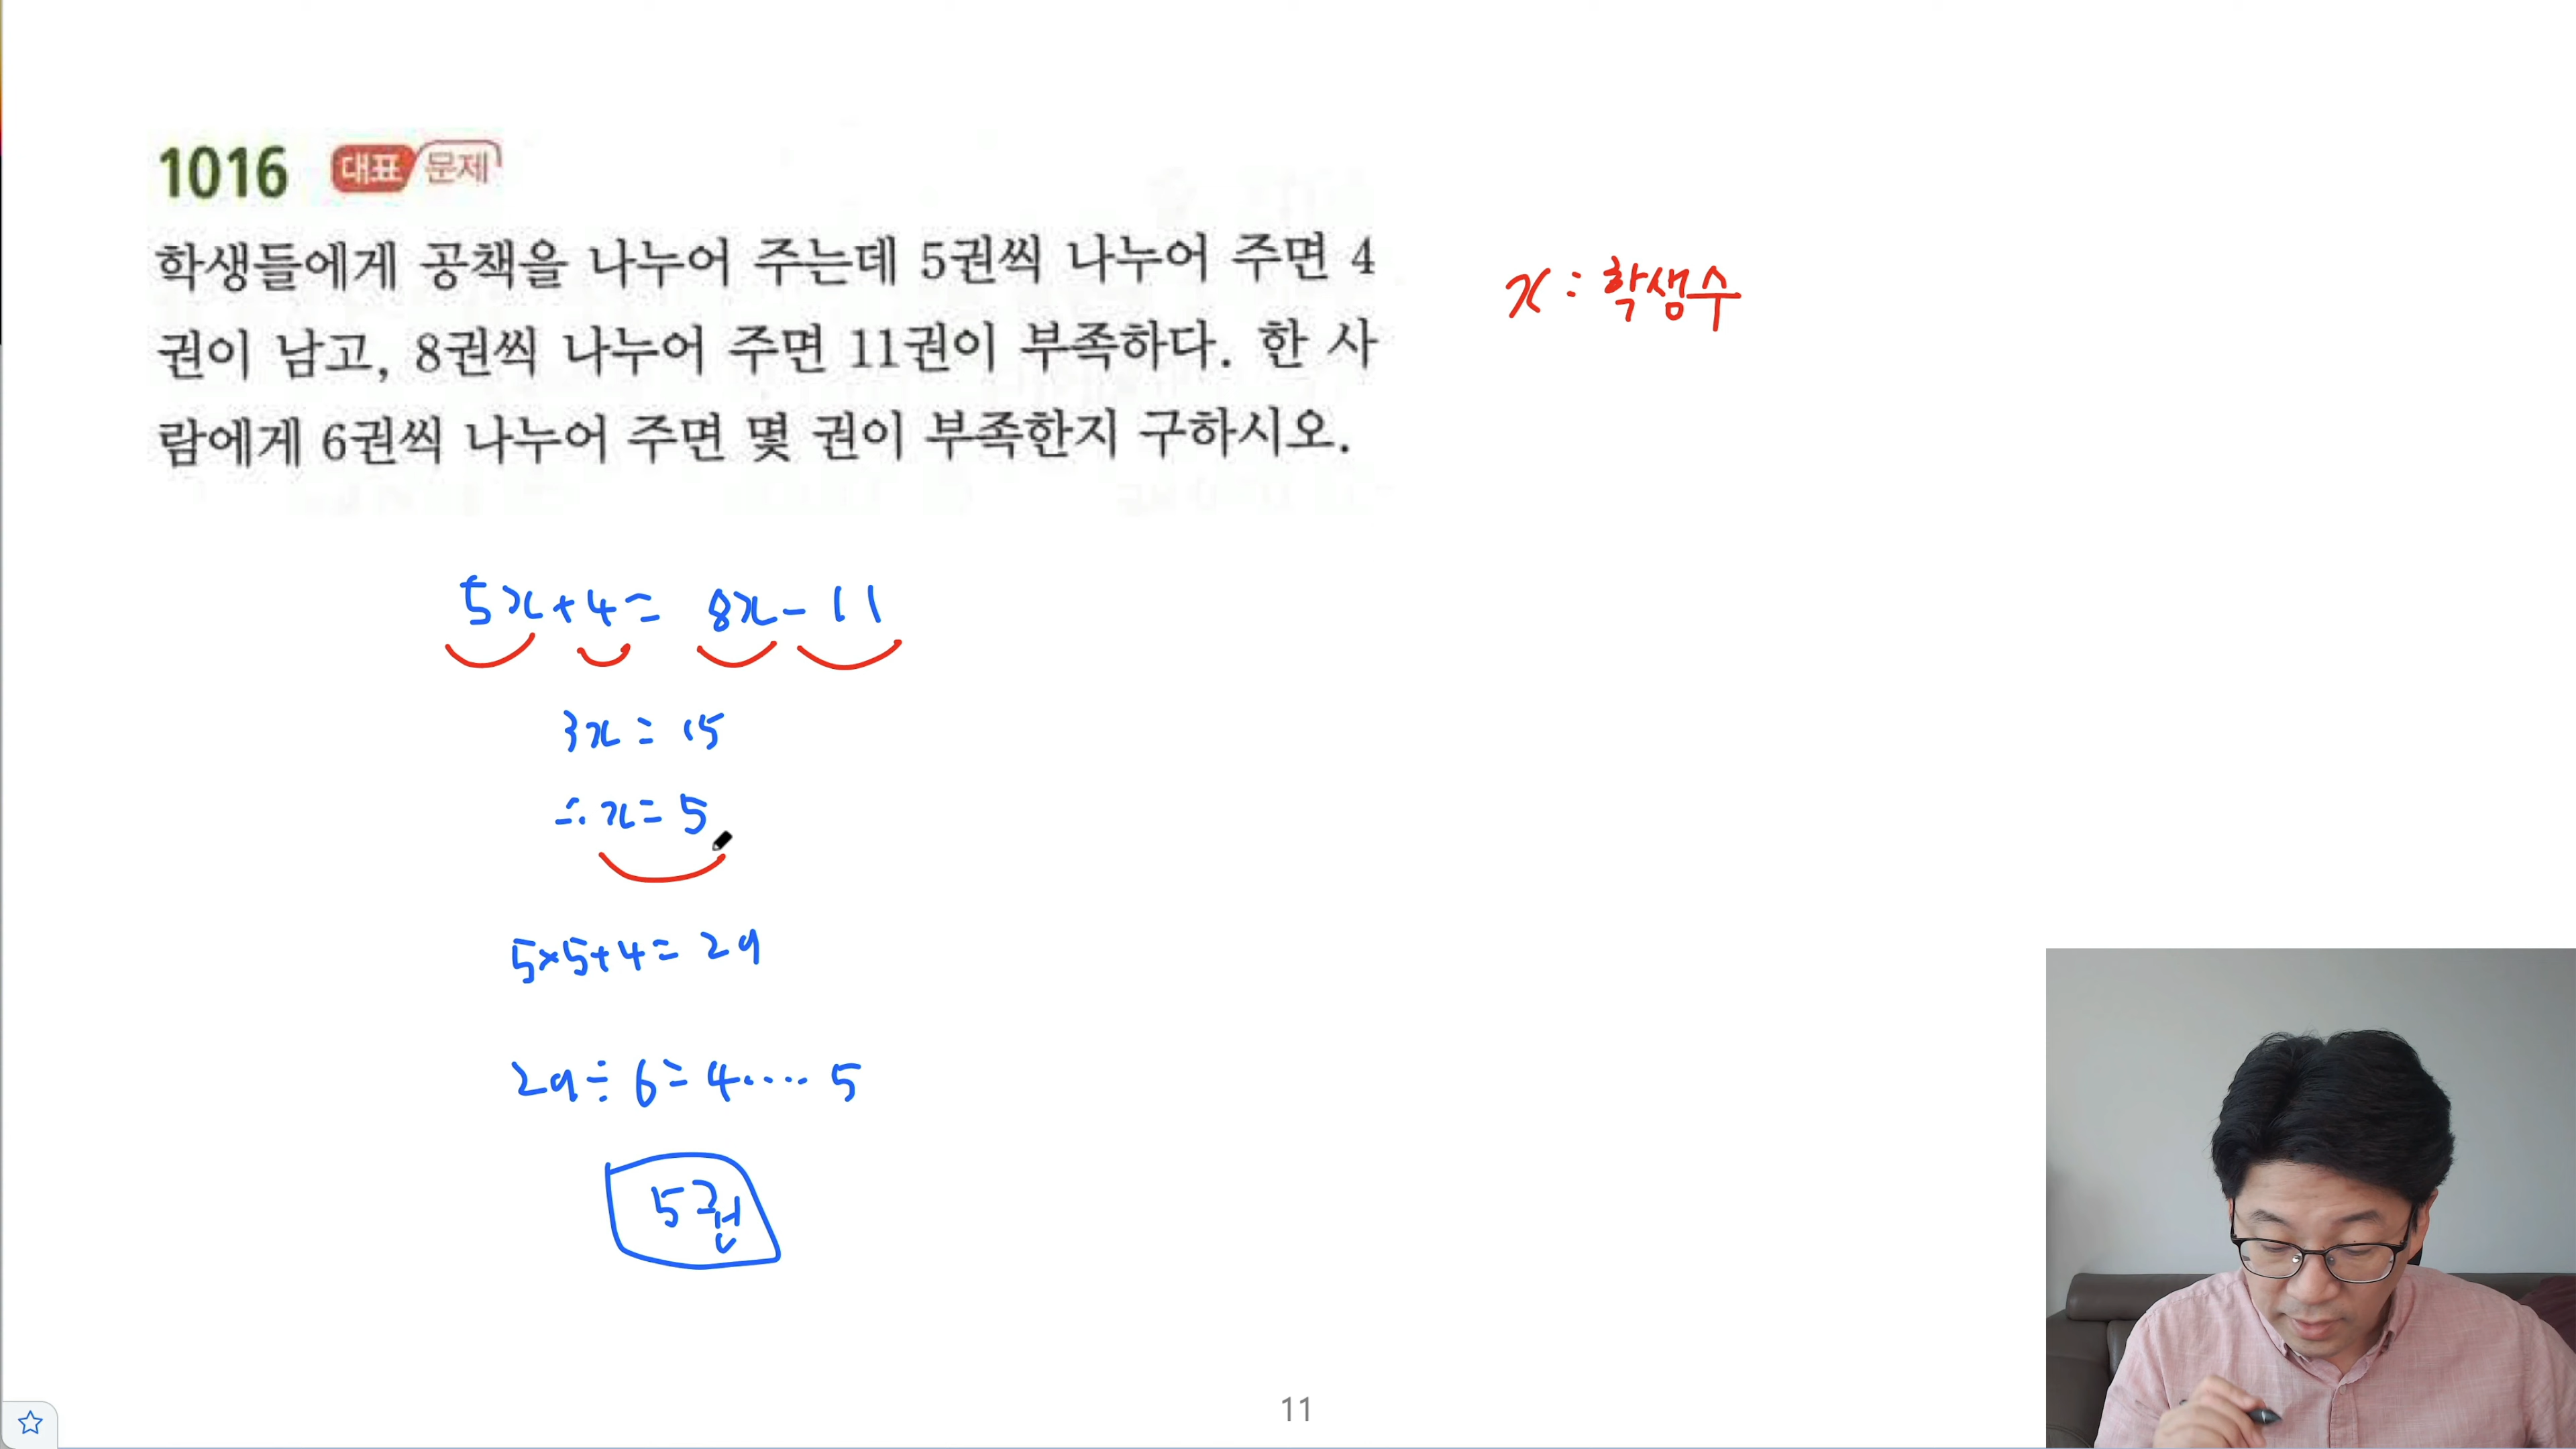 1016 대표 문제
학생들에게 공책을 나누어 주는데 5권씩 나누어 주면 4
권이 남고, 8권씩 나누어 주면 11권이 부족하다. 한 사
람에게 6권씩 나누어 주면 몇 권이 부족한지 구하시오.
x : 학생수
5x+4= 8x-11
3x = 15
∴ x = 5
5×5+4= 29
29÷6=4····5
5권
11